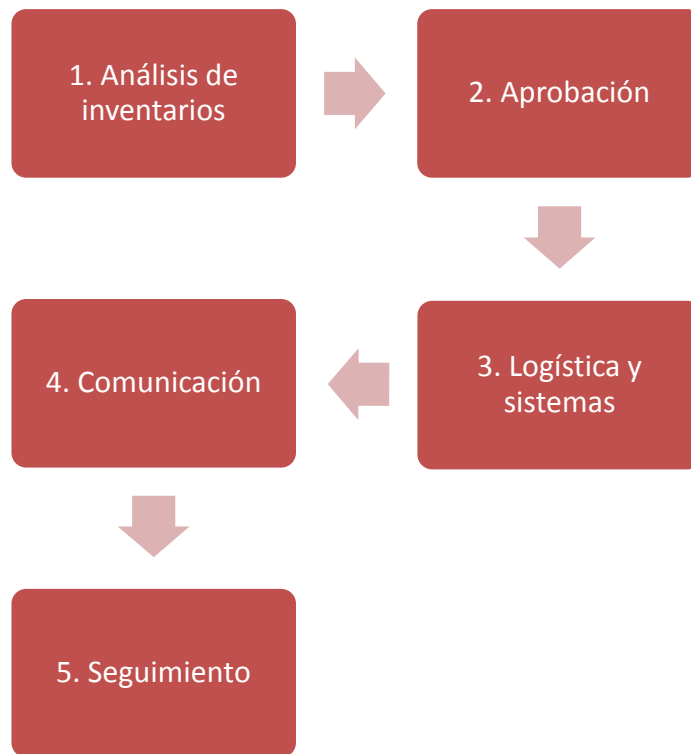 1. Análisis de
inventarios
2. Aprobación
3. Logística y
sistemas
4. Comunicación
5. Seguimiento